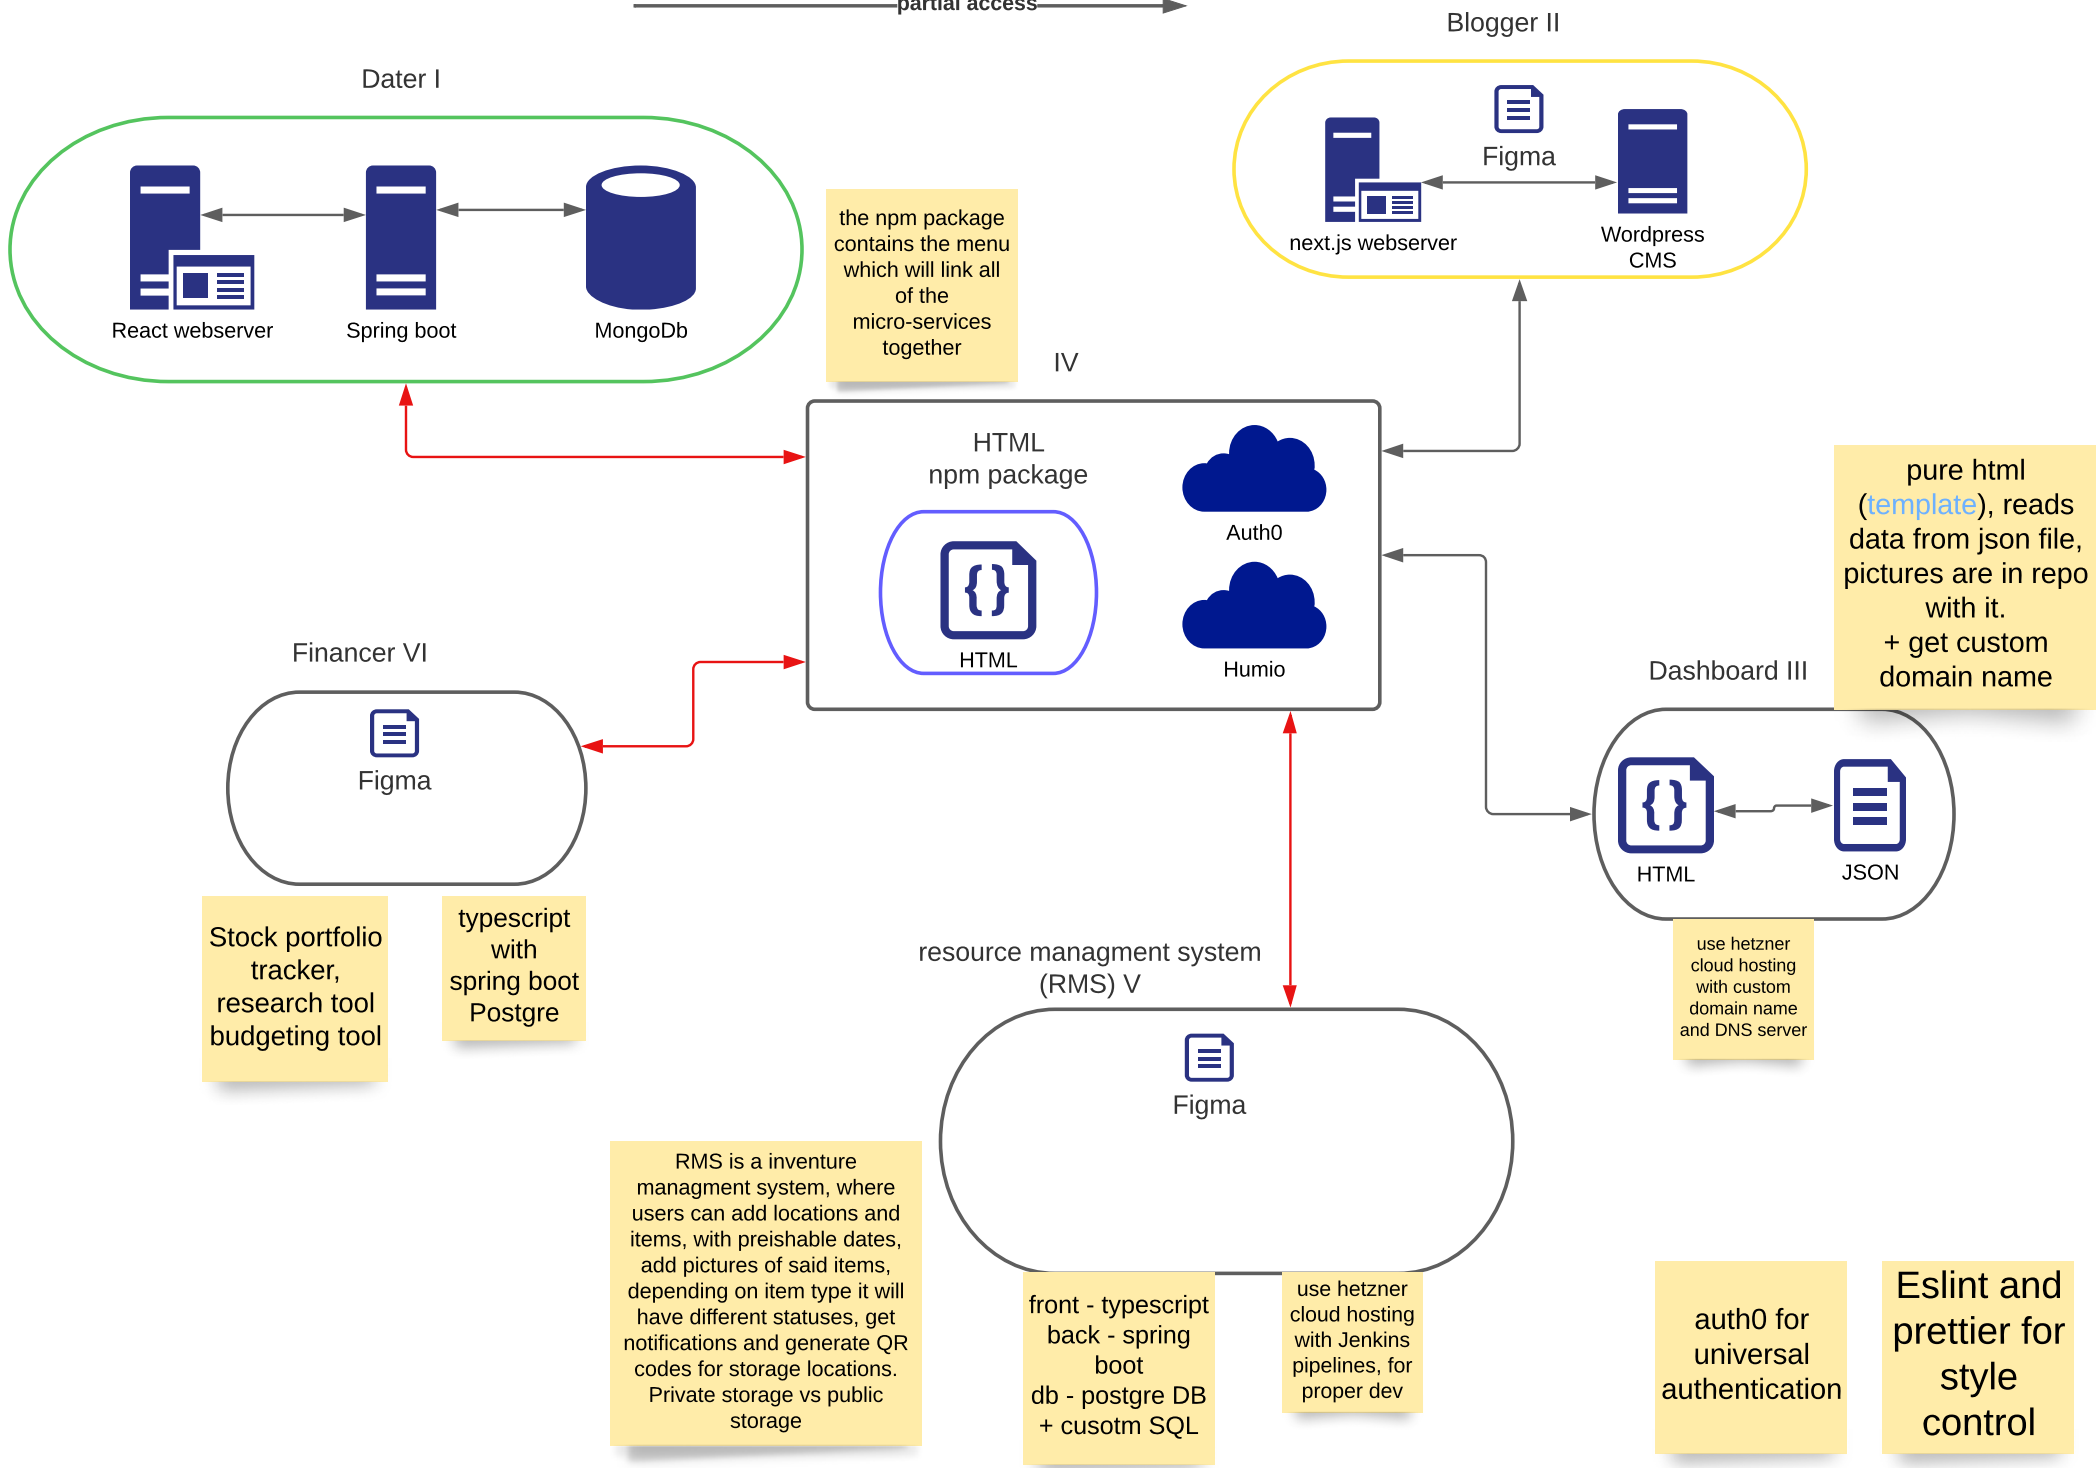 partial access
Blogger II
Dater I
Figma
next.js webserver
Wordpress
CMS
React webserver
Spring boot
MongoDb
the npm package
contains the menu
which will link all
of the
micro-services
together
IV
HTML
npm package
HTML
Auth0
Humio
pure html
(template), reads
data from json file,
pictures are in repo
with it.
+ get custom
domain name
Financer VI
Figma
Dashboard III
HTML
JSON
Stock portfolio
tracker,
research tool
budgeting tool
typescript
with
spring boot
Postgre
use hetzner
cloud hosting
with custom
domain name
and DNS server
resource managment system
(RMS) V
Figma
RMS is a inventure
managment system, where
users can add locations and
items, with preishable dates,
add pictures of said items,
depending on item type it will
have different statuses, get
notifications and generate QR
codes for storage locations.
Private storage vs public
storage
front - typescript
back - spring
boot
db - postgre DB
+ cusotm SQL
use hetzner
cloud hosting
with Jenkins
pipelines, for
proper dev
auth0 for
universal
authentication
Eslint and
prettier for
style
control